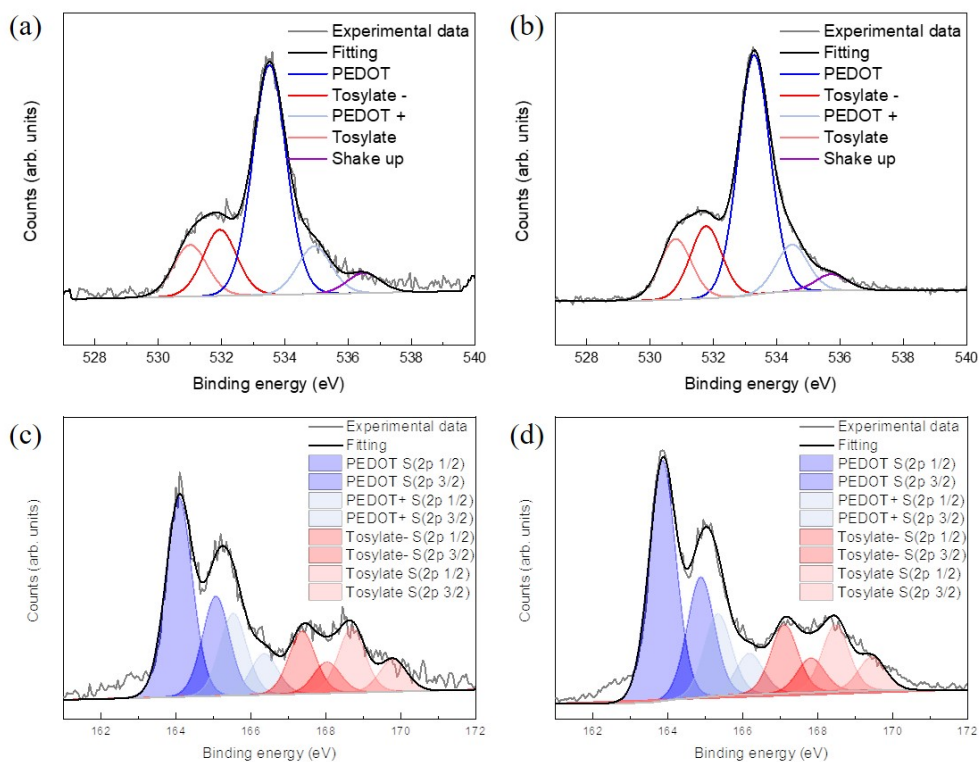 (a)
Experimental data
Fitting
PEDOT
Tosylate -
PEDOT +
Tosylate
Shake up
Counts (arb. units)
528 530 532 534 536 538 540
Binding energy (eV)
(b)
Experimental data
Fitting
PEDOT
Tosylate -
PEDOT +
Tosylate
Shake up
Counts (arb. units)
528 530 532 534 536 538 540
Binding energy (eV)
(c)
Experimental data
Fitting
PEDOT S(2p 1/2)
PEDOT S(2p 3/2)
PEDOT+ S(2p 1/2)
PEDOT+ S(2p 3/2)
Tosylate- S(2p 1/2)
Tosylate- S(2p 3/2)
Tosylate S(2p 1/2)
Tosylate S(2p 3/2)
Counts (arb. units)
162 164 166 168 170 172
Binding energy (eV)
(d)
Experimental data
Fitting
PEDOT S(2p 1/2)
PEDOT S(2p 3/2)
PEDOT+ S(2p 1/2)
PEDOT+ S(2p 3/2)
Tosylate- S(2p 1/2)
Tosylate- S(2p 3/2)
Tosylate S(2p 1/2)
Tosylate S(2p 3/2)
Counts (arb. units)
162 164 166 168 170 172
Binding energy (eV)